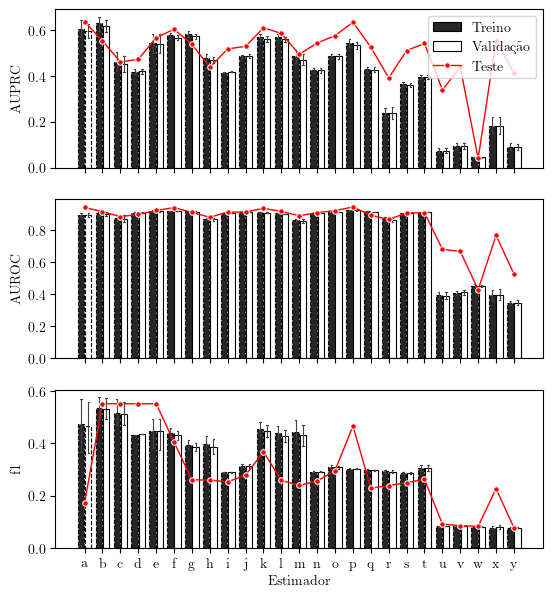 0.6
0.4
0.2
0.0
AUPRC
Treino
Validação
Teste
0.8
0.6
0.4
0.2
0.0
AUROC
0.6
0.4
0.2
0.0
f1
a b c d e f g h i j k l m n o p q r s t u v w x y
Estimador